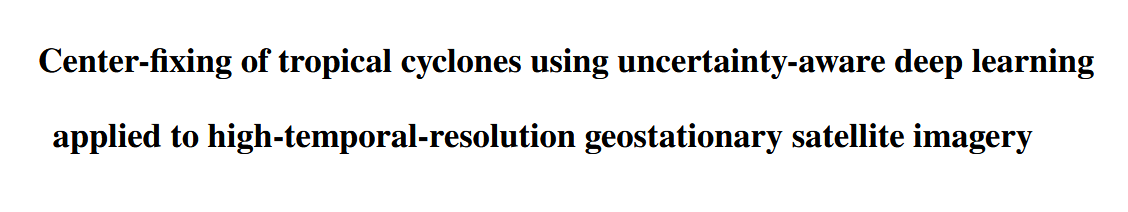 Center-fixing of tropical cyclones using uncertainty-aware deep learning
applied to high-temporal-resolution geostationary satellite imagery